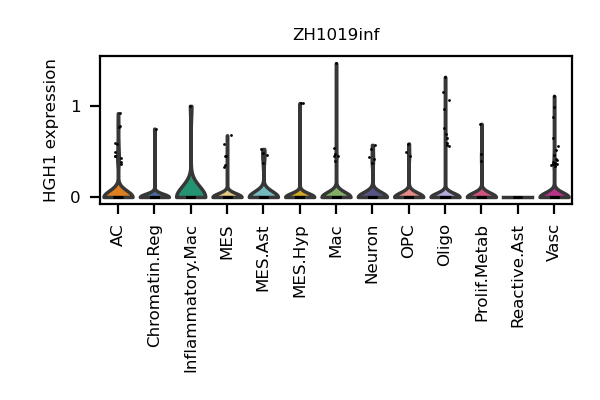 ZH1019inf
HGH1 expression
1
0
AC
Chromatin.Reg
Inflammatory.Mac
MES
MES.Ast
MES.Hyp
Mac
Neuron
OPC
Oligo
Prolif.Metab
Reactive.Ast
Vasc